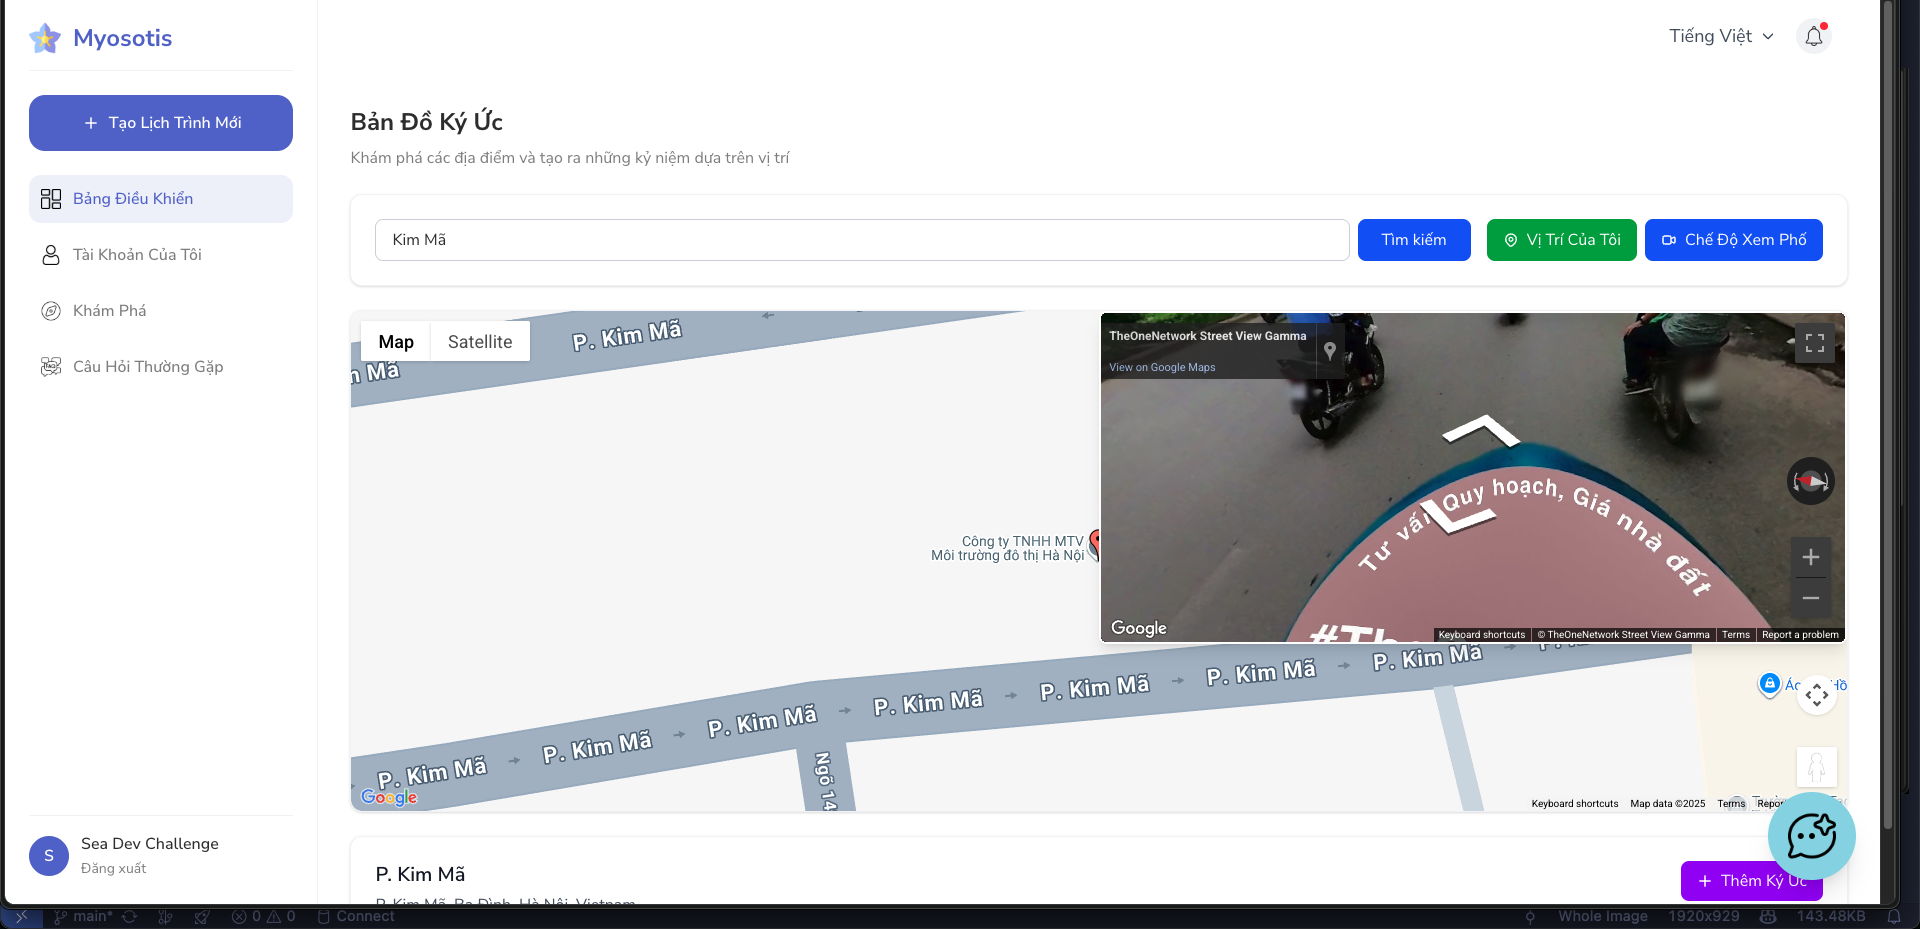 Myosotis
Tiếng Việt
Tạo Lịch Trình Mới
Bảng Điều Khiển
Tài Khoản Của Tôi
Khám Phá
Câu Hỏi Thường Gặp
Sea Dev Challenge
S
Đăng xuất
Bản Đồ Ký Ức
Khám phá các địa điểm và tạo ra những kỷ niệm dựa trên vị trí
Kim Mã
Tìm kiếm
Vị Trí Của Tôi
Chế Độ Xem Phố
Map
Satellite
P. Kim Mã
Mã
TheOneNetwork Street View Gamma
View on Google Maps
Tư vấn Quy hoạch, Giá nhà đất
Google
Keyboard shortcuts
© TheOneNetwork Street View Gamma
Terms
Report a problem
Công ty TNHH MTV
Môi trường đô thị Hà Nội
P. Kim Mã
P. Kim Mã
P. Kim Mã
P. Kim Mã
P. Kim Mã
P. Kim Mã
P. Kim Mã
Ngõ 14
Google
Keyboard shortcuts
Map data ©2025
Terms
P. Kim Mã
P. Kim Mã, Ba Đình, Hà Nội, Vietnam
Thêm Ký Ức
main*
0
0
Connect
Whole Image
1920x929
143.48KB